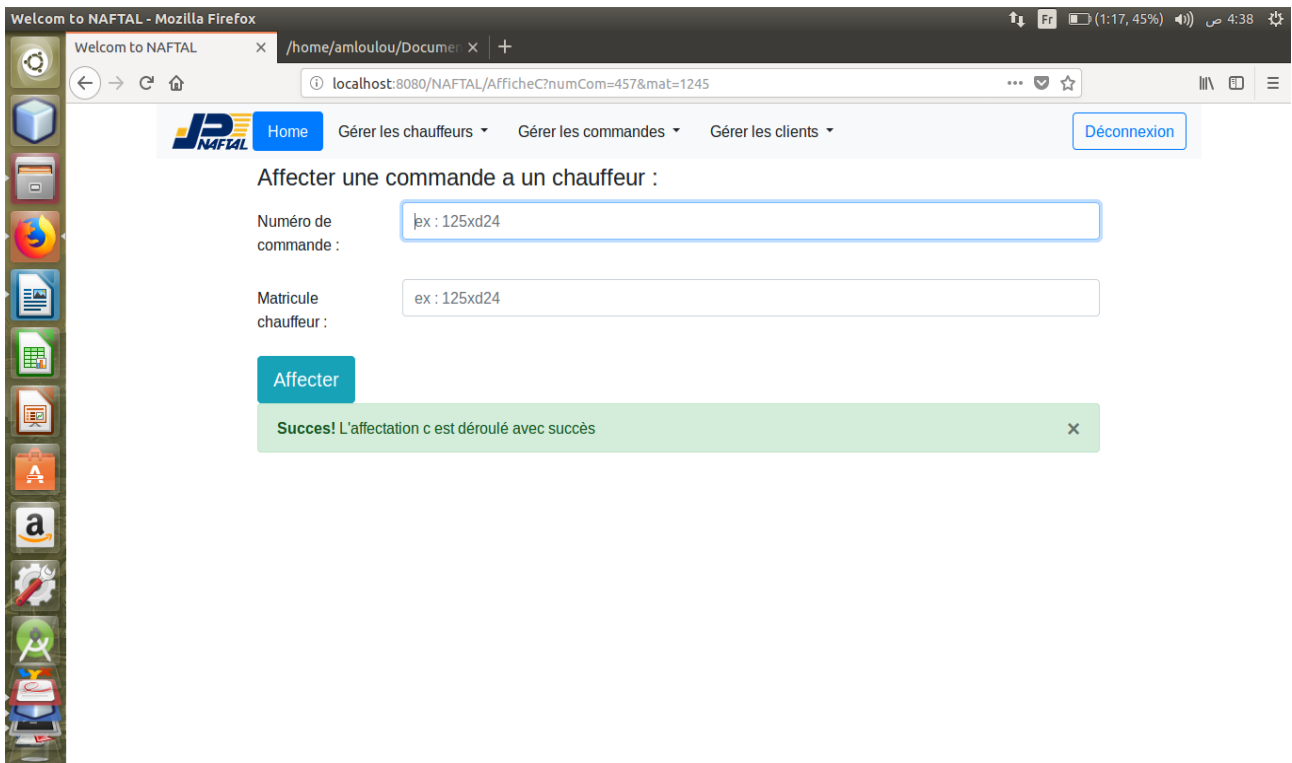 Welcom to NAFTAL - Mozilla Firefox
Fr (1:17, 45%) 4:38 ص
Welcom to NAFTAL
/home/amloulou/Documen
localhost:8080/NAFTAL/AfficheC?numCom=457&mat=1245
NAFTAL
Home
Gérer les chauffeurs
Gérer les commandes
Gérer les clients
Déconnexion
Affecter une commande a un chauffeur :
Numéro de
commande :
ex : 125xd24
Matricule
chauffeur :
ex : 125xd24
Affecter
Succes! L'affectation c est déroulé avec succès
×